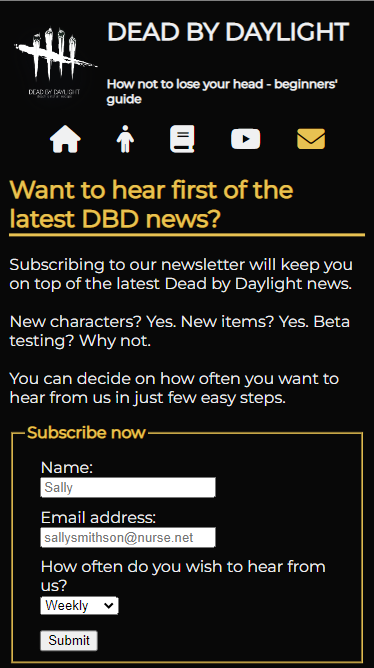 DEAD BY DAYLIGHT
How not to lose your head - beginners'
guide
DEAD BY DAYLIGHT
Want to hear first of the
latest DBD news?
Subscribing to our newsletter will keep you
on top of the latest Dead by Daylight news.
New characters? Yes. New items? Yes. Beta
testing? Why not.
You can decide on how often you want to
hear from us in just few easy steps.
Subscribe now
Name:
Sally
Email address:
sallysmithson@nurse.net
How often do you wish to hear from
us?
Weekly
Submit